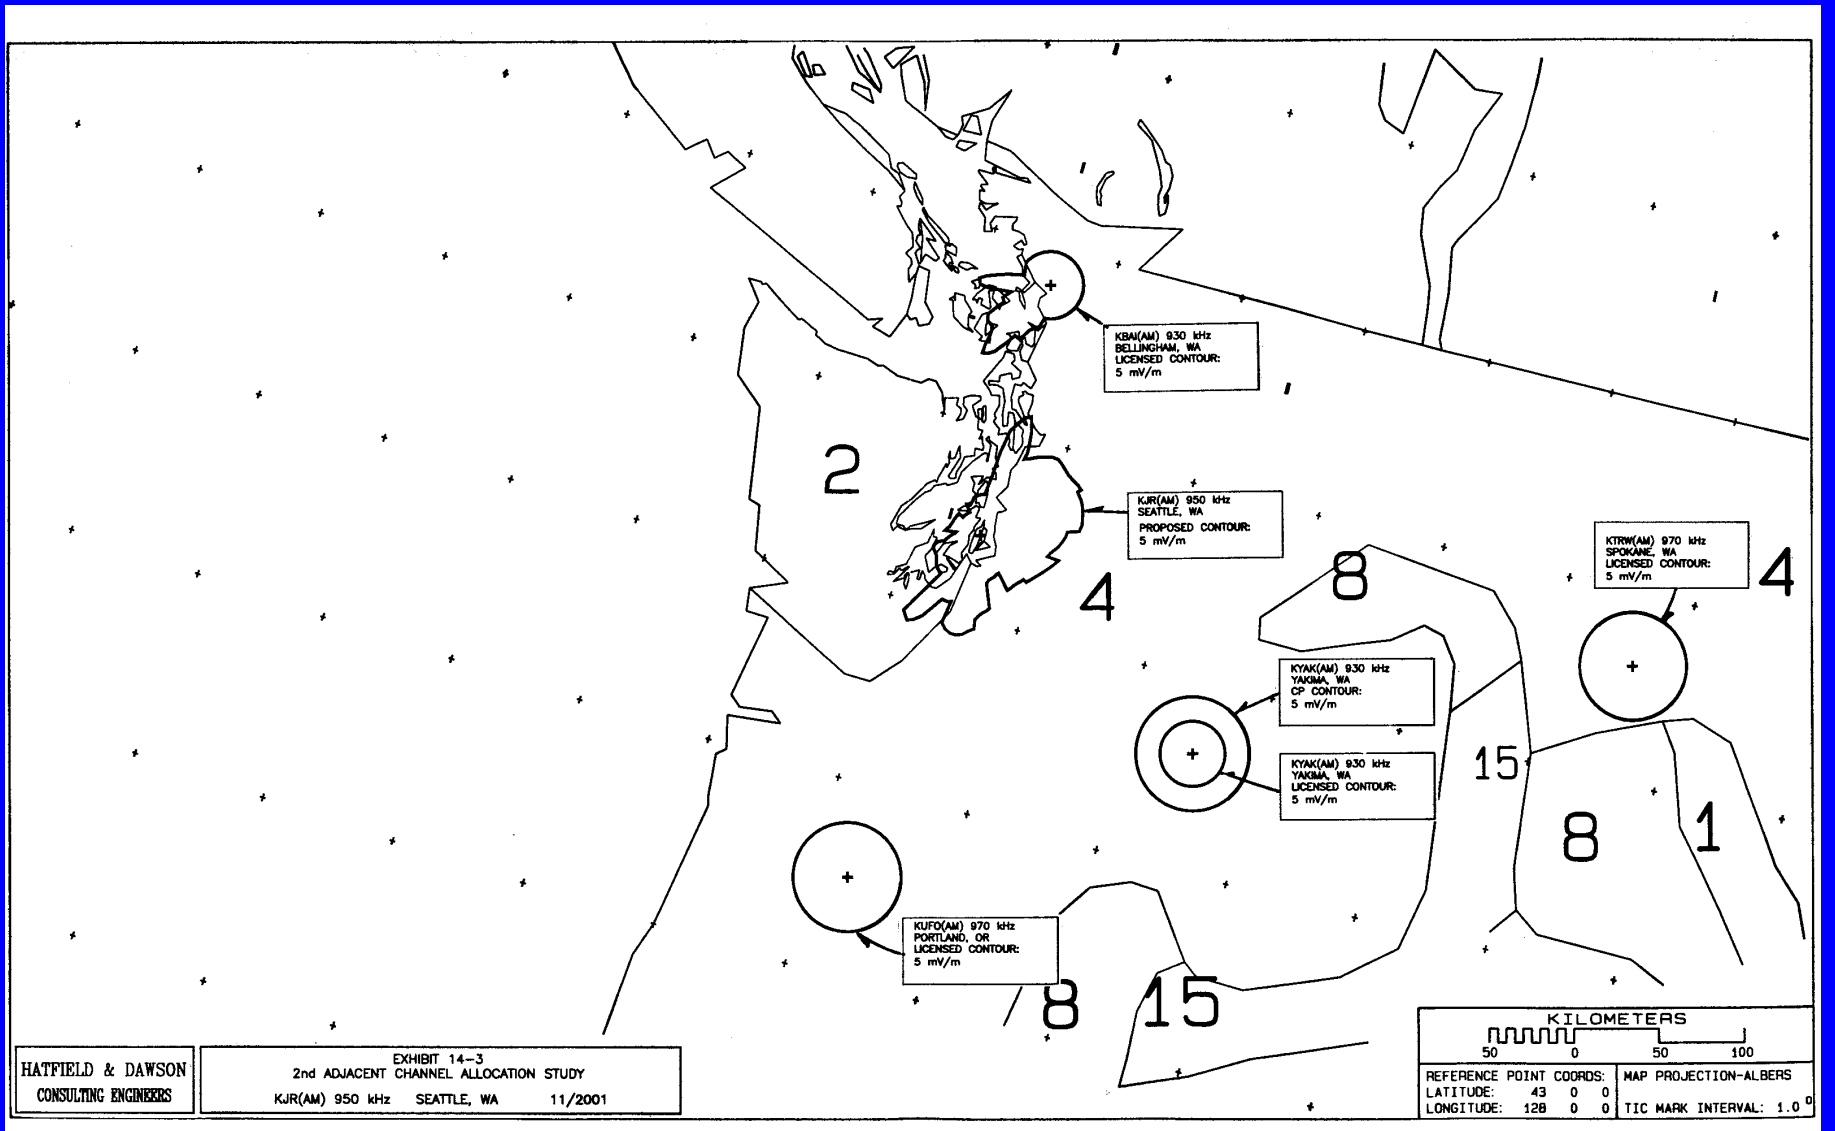 KBAI(AM) 930 kHz
BELLINGHAM, WA
LICENSED CONTOUR:
5 mV/m
2
KJR(AM) 950 kHz
SEATTLE, WA
PROPOSED CONTOUR:
5 mV/m
8
KTRW(AM) 970 kHz
SPOKANE, WA
LICENSED CONTOUR:
5 mV/m
4
4
KYAK(AM) 930 kHz
YAKIMA, WA
CP CONTOUR:
5 mV/m
15
KYAK(AM) 930 kHz
YAKIMA, WA
LICENSED CONTOUR:
5 mV/m
8
1
KUFO(AM) 970 kHz
PORTLAND, OR
LICENSED CONTOUR:
5 mV/m
8
15
HATFIELD & DAWSON
CONSULTING ENGINEERS
EXHIBIT 14-3
2nd ADJACENT CHANNEL ALLOCATION STUDY
KJR(AM) 950 kHz SEATTLE, WA 11/2001
KILOMETERS
50 0 50 100
REFERENCE POINT COORDS:
LATITUDE: 43 0 0
LONGITUDE: 128 0 0
MAP PROJECTION-ALBERS
TIC MARK INTERVAL: 1.0°